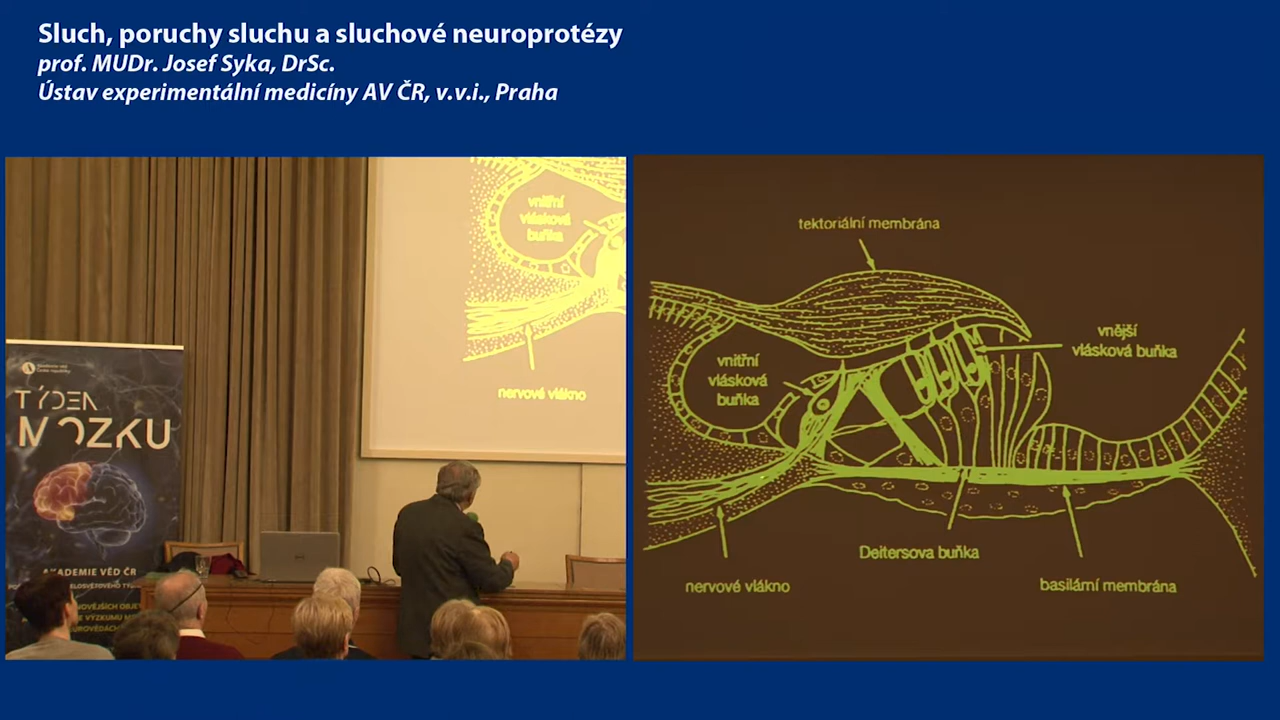 Sluch, poruchy sluchu a sluchové neuroprotézy
prof. MUDr. Josef Syka, DrSc.
Ústav experimentální medicíny AV ČR, v.v.i., Praha
vnitřní
vlásková
buňka
nervové vlákno
TÝDEN
MOZKU
AKADEMIE VĚD ČR
tektoriální membrána
vnější
vlásková buňka
vnitřní
vlásková
buňka
Deitersova buňka
nervové vlákno
basilární membrána